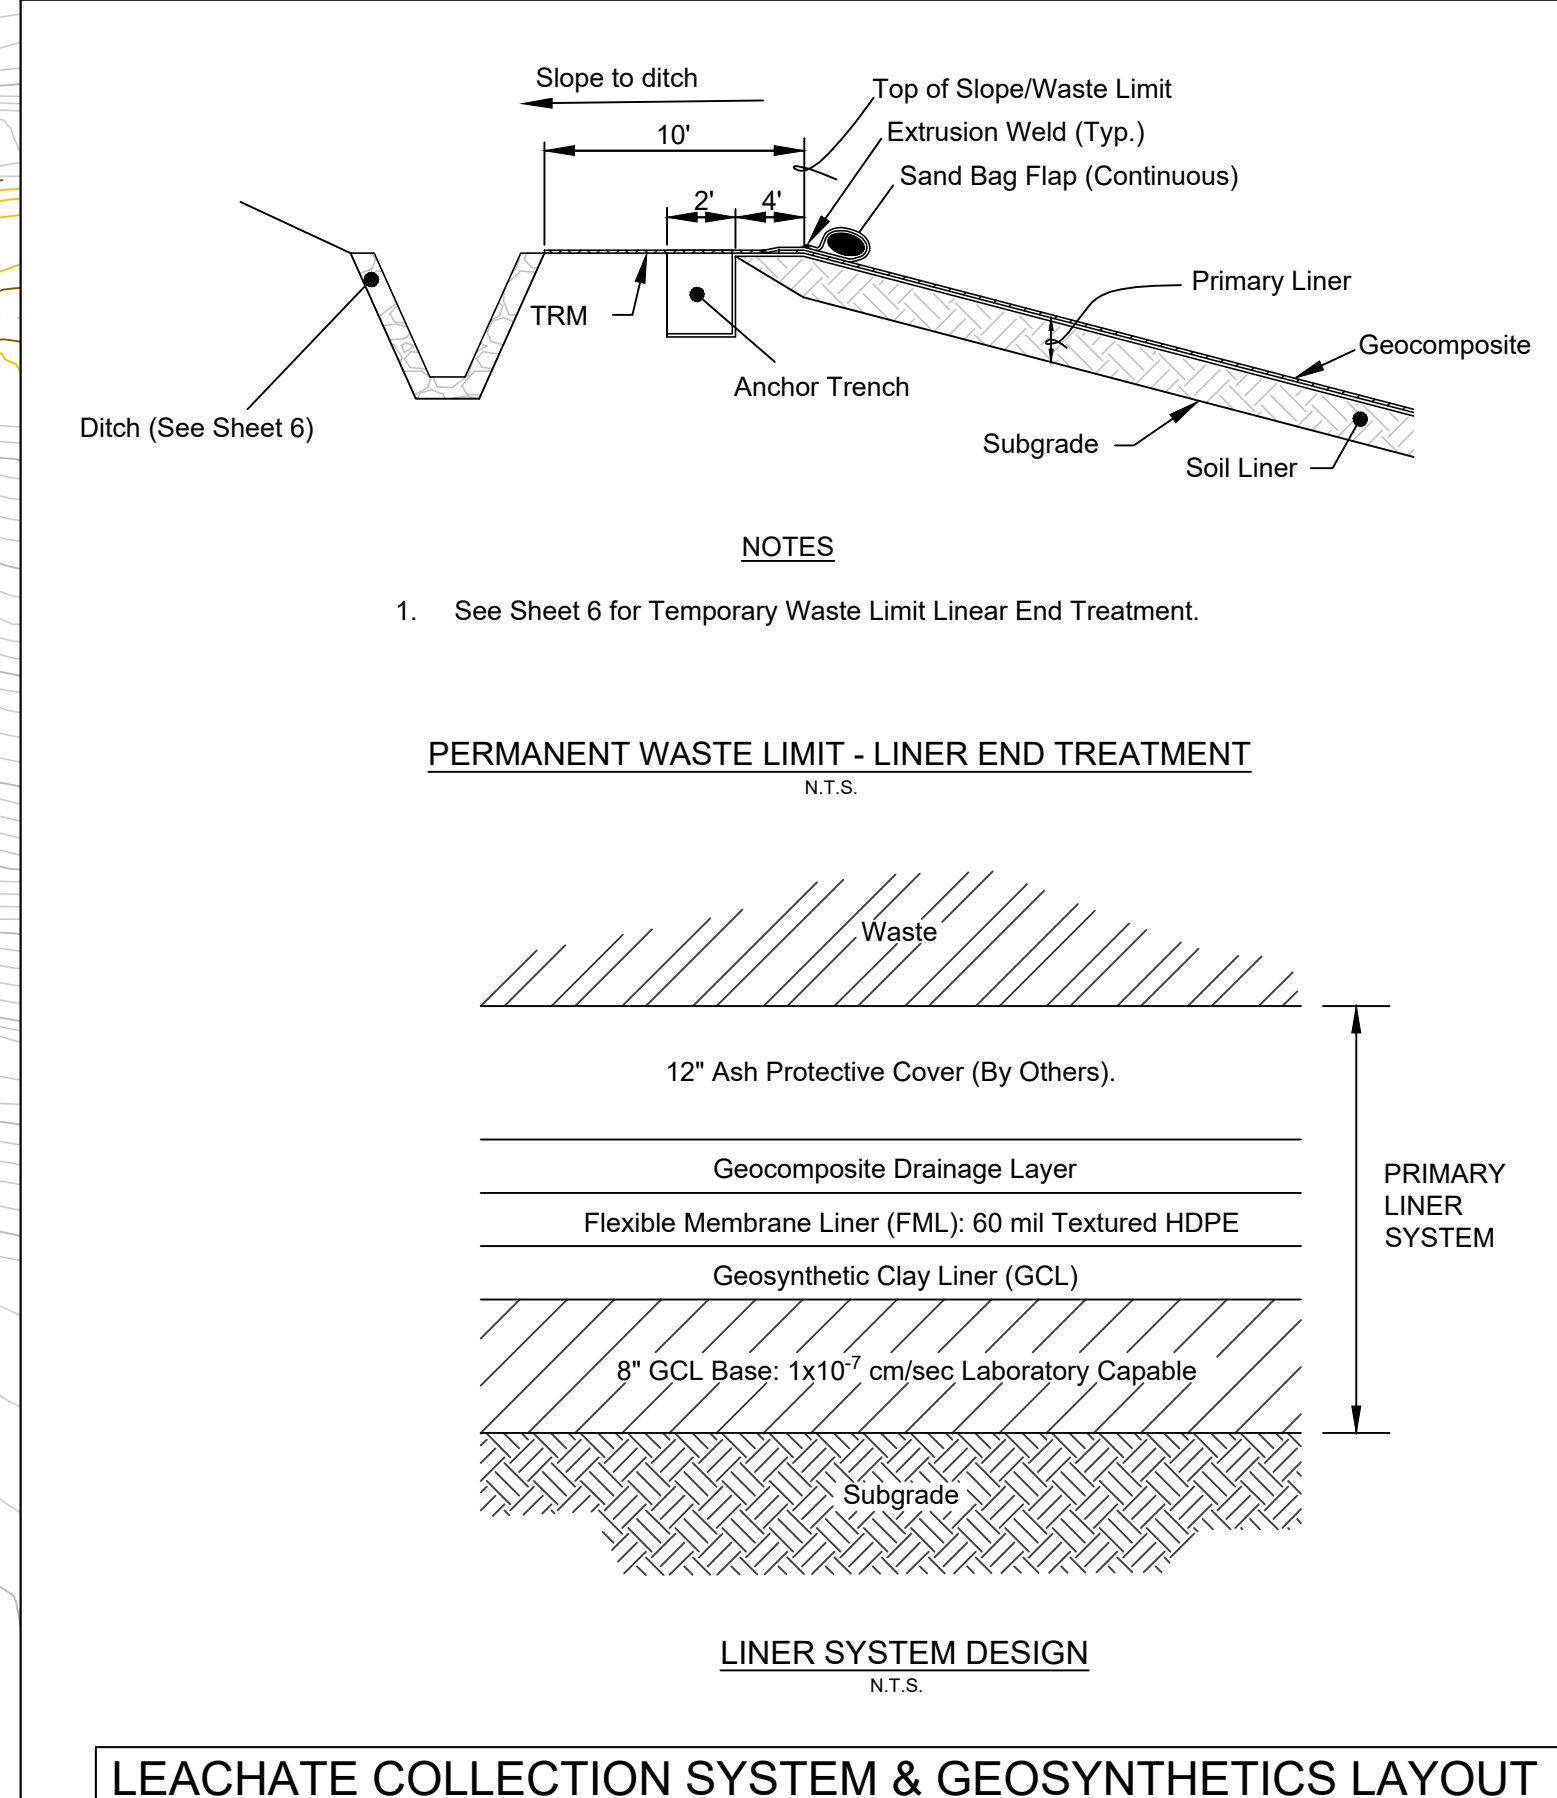 Slope to ditch
Top of Slope/Waste Limit
10'
Extrusion Weld (Typ.)
Sand Bag Flap (Continuous)
2'
4'
Primary Liner
TRM
Geocomposite
Anchor Trench
Ditch (See Sheet 6)
Subgrade
Soil Liner
NOTES
1. See Sheet 6 for Temporary Waste Limit Linear End Treatment.
PERMANENT WASTE LIMIT - LINER END TREATMENT
N.T.S.
Waste
12" Ash Protective Cover (By Others).
Geocomposite Drainage Layer
Flexible Membrane Liner (FML): 60 mil Textured HDPE
Geosynthetic Clay Liner (GCL)
8" GCL Base: 1x10⁻⁷ cm/sec Laboratory Capable
PRIMARY
LINER
SYSTEM
Subgrade
LINER SYSTEM DESIGN
N.T.S.
LEACHATE COLLECTION SYSTEM & GEOSYNTHETICS LAYOUT